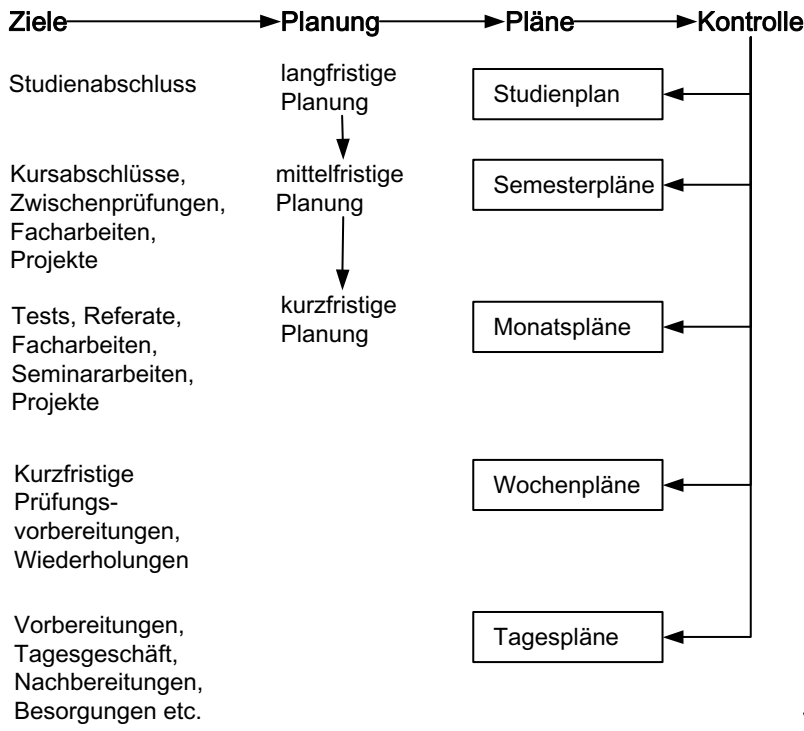 Ziele Planung Pläne Kontrolle
Studienabschluss
langfristige
Planung
Studienplan
Kursabschlüsse,
Zwischenprüfungen,
Facharbeiten,
Projekte
mittelfristige
Planung
Semesterpläne
Tests, Referate,
Facharbeiten,
Seminararbeiten,
Projekte
kurzfristige
Planung
Monatspläne
Kurzfristige
Prüfungs-
vorbereitungen,
Wiederholungen
Wochenpläne
Vorbereitungen,
Tagesgeschäft,
Nachbereitungen,
Besorgungen etc.
Tagespläne